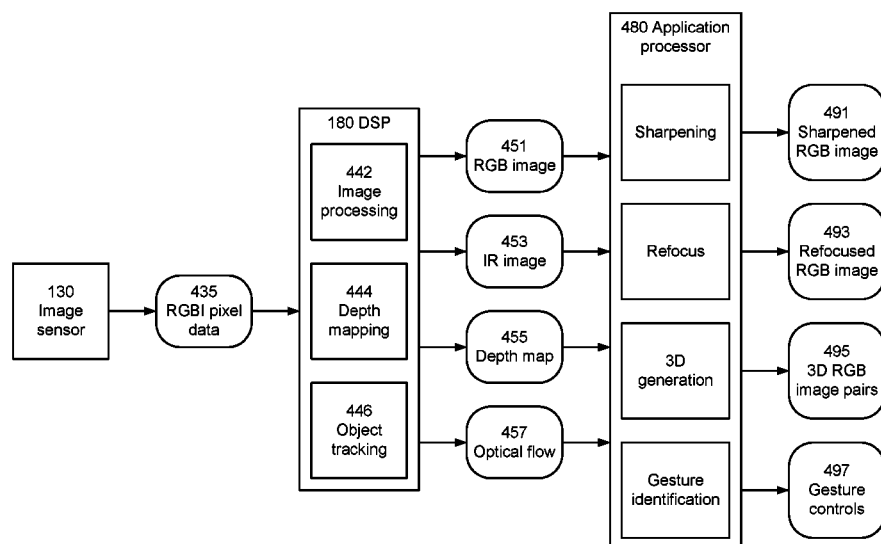 130
Image
sensor
435
RGBI pixel
data
180 DSP
442
Image
processing
444
Depth
mapping
446
Object
tracking
451
RGB image
453
IR image
455
Depth map
457
Optical flow
480 Application
processor
Sharpening
Refocus
3D
generation
Gesture
identification
491
Sharpened
RGB image
493
Refocused
RGB image
495
3D RGB
image pairs
497
Gesture
controls